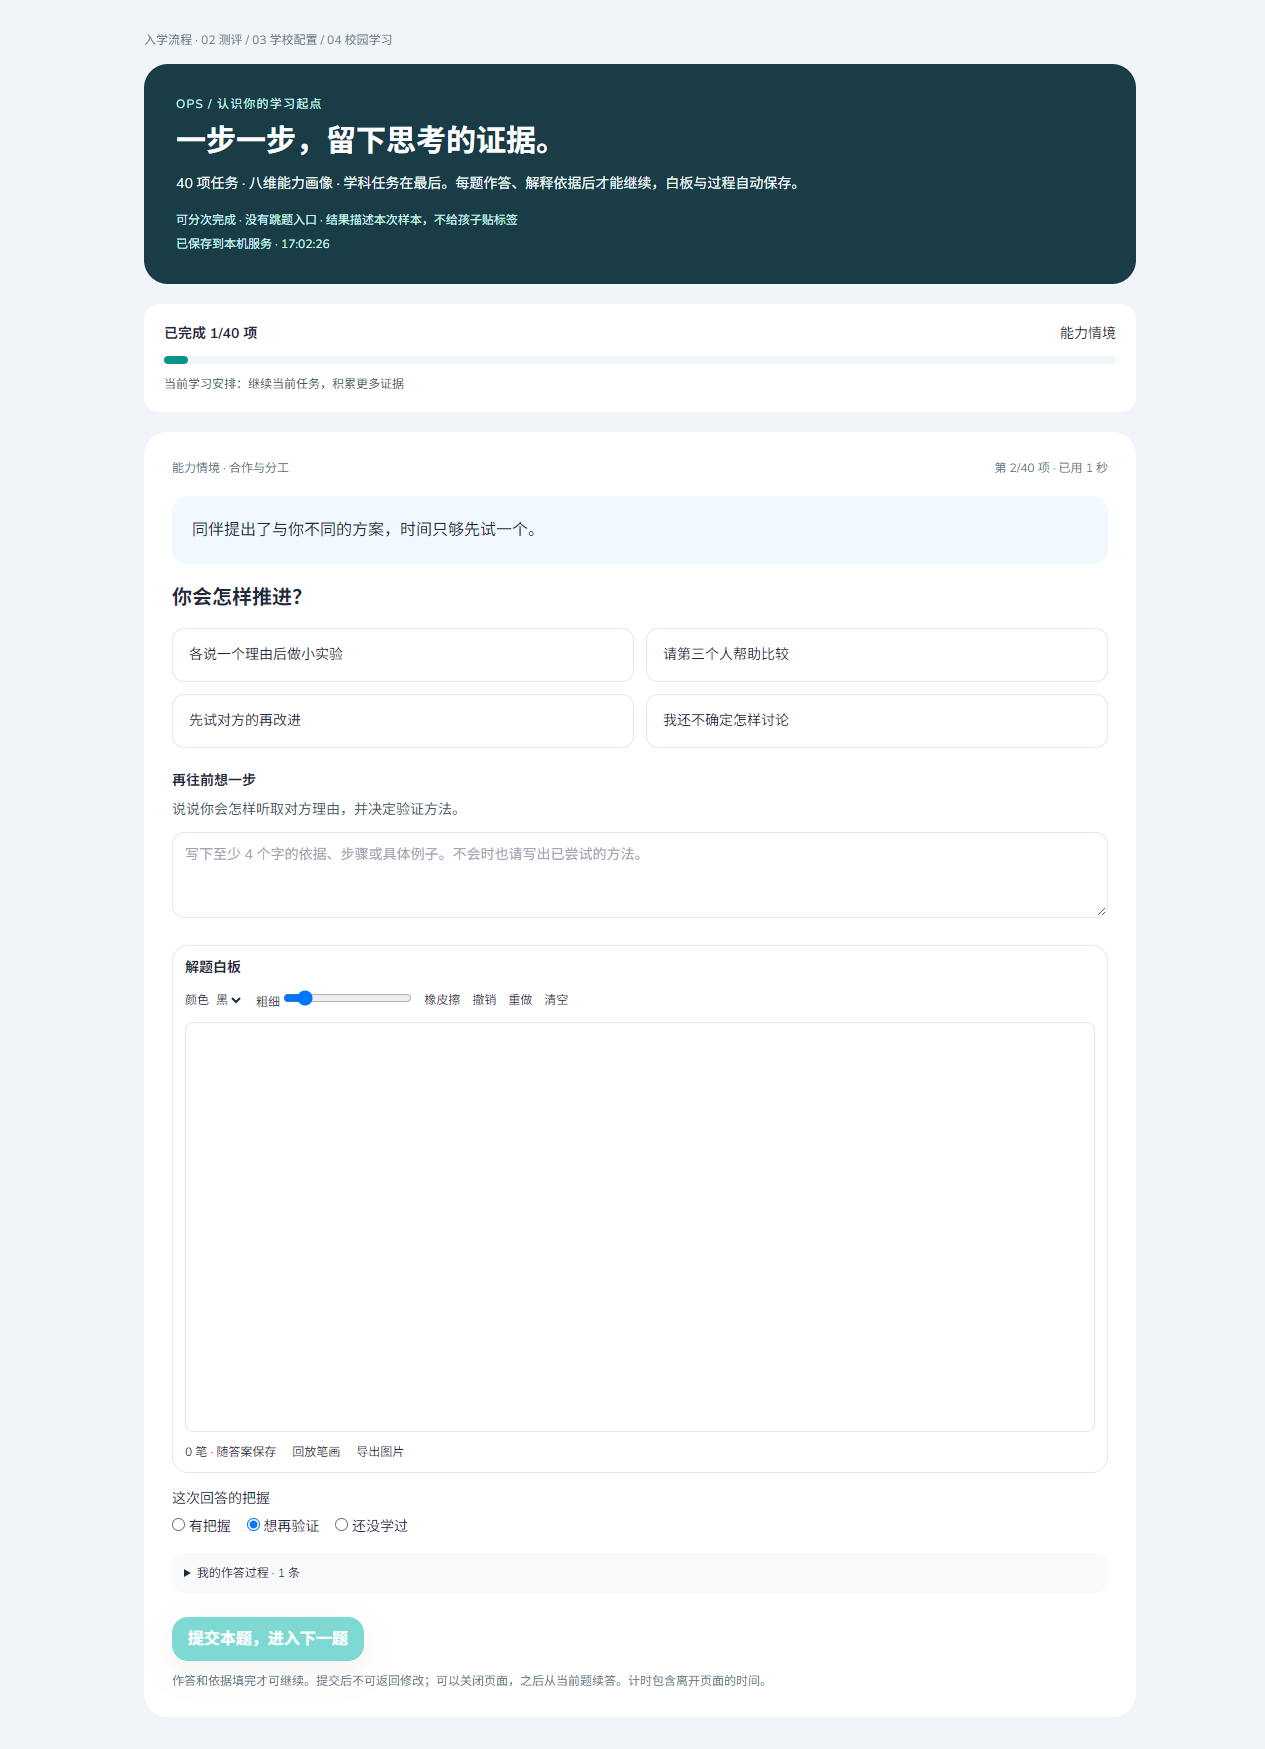 入学流程 · 02 测评 / 03 学校配置 / 04 校园学习
OPS / 认识你的学习起点
一步一步，留下思考的证据。
40 项任务 · 八维能力画像 · 学科任务在最后。每题作答、解释依据后才能继续，白板与过程自动保存。
可分次完成 · 没有跳题入口 · 结果描述本次样本，不给孩子贴标签
已保存到本机服务 · 17:02:26
已完成 1/40 项 能力情境
当前学习安排：继续当前任务，积累更多证据
能力情境 · 合作与分工 第 2/40 项 · 已用 1 秒
同伴提出了与你不同的方案，时间只够先试一个。
你会怎样推进？
各说一个理由后做小实验 请第三个人帮助比较
先试对方的再改进 我还不确定怎样讨论
再往前想一步
说说你会怎样听取对方理由，并决定验证方法。
写下至少 4 个字的依据、步骤或具体例子。不会时也请写出已尝试的方法。
解题白板
颜色 黑 粗细 橡皮擦 撤销 重做 清空
0 笔 · 随答案保存 回放笔画 导出图片
这次回答的把握
有把握 想再验证 还没学过
我的作答过程 · 1 条
提交本题，进入下一题
作答和依据填完才可继续。提交后不可返回修改；可以关闭页面，之后从当前题续答。计时包含离开页面的时间。